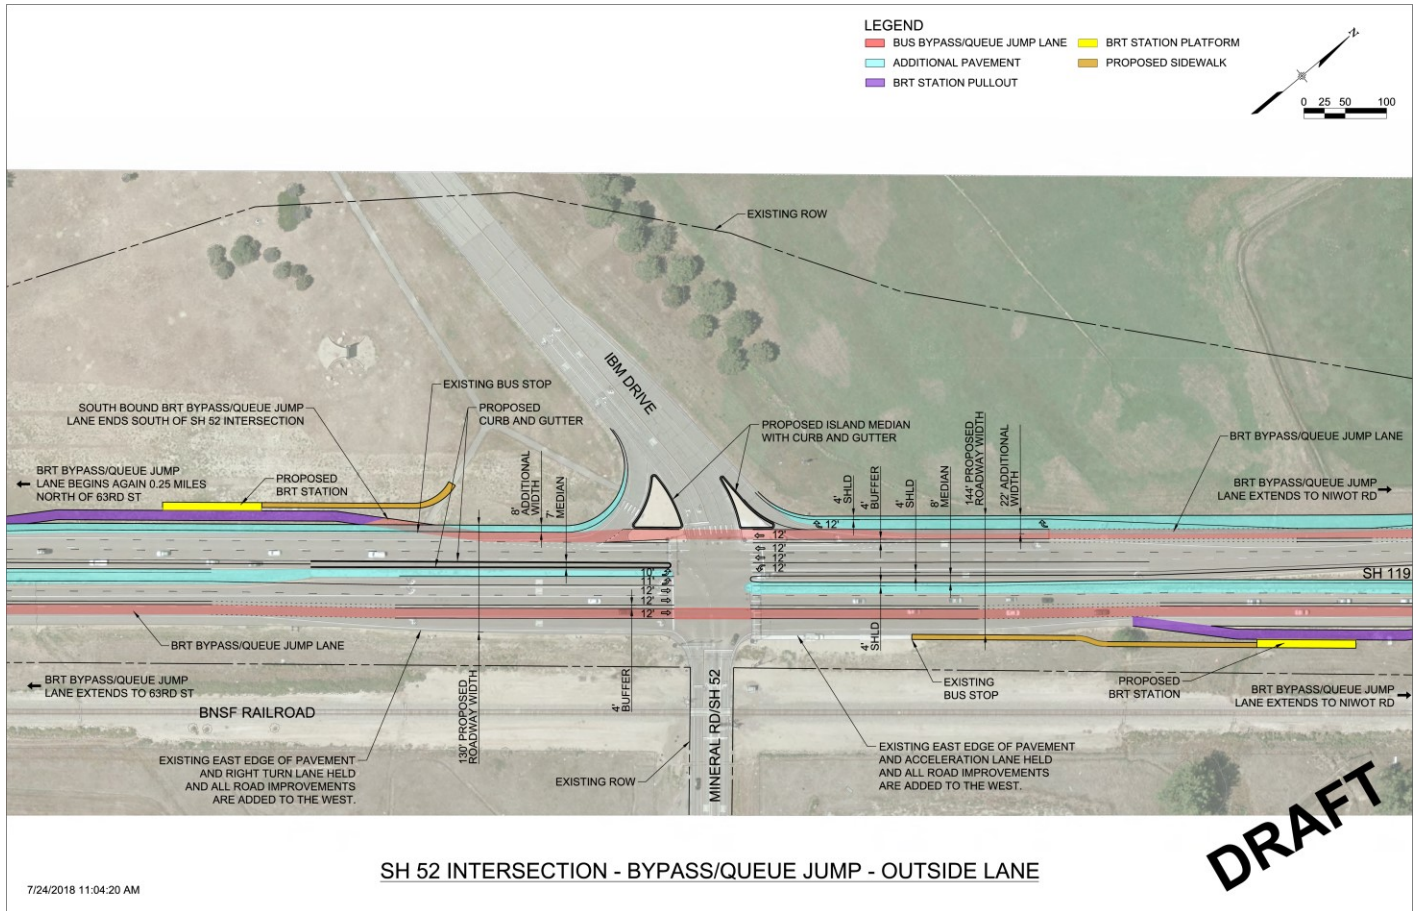 LEGEND
BUS BYPASS/QUEUE JUMP LANE
BRT STATION PLATFORM
ADDITIONAL PAVEMENT
PROPOSED SIDEWALK
BRT STATION PULLOUT
N
0 25 50 100
EXISTING ROW
IBM DRIVE
EXISTING BUS STOP
SOUTH BOUND BRT BYPASS/QUEUE JUMP
LANE ENDS SOUTH OF SH 52 INTERSECTION
PROPOSED
CURB AND GUTTER
PROPOSED ISLAND MEDIAN
WITH CURB AND GUTTER
BRT BYPASS/QUEUE JUMP
LANE BEGINS AGAIN 0.25 MILES
NORTH OF 63RD ST
PROPOSED
BRT STATION
8'
ADDITIONAL
WIDTH
7'
MEDIAN
4'
SHLD
4'
BUFFER
4'
SHLD
8'
MEDIAN
144' PROPOSED
ROADWAY WIDTH
22' ADDITIONAL
WIDTH
BRT BYPASS/QUEUE JUMP LANE
BRT BYPASS/QUEUE JUMP
LANE EXTENDS TO NIWOT RD
12'
12'
12'
12'
12'
SH 119
10'
11'
12'
12'
12'
BRT BYPASS/QUEUE JUMP LANE
4'
SHLD
BRT BYPASS/QUEUE JUMP
LANE EXTENDS TO 63RD ST
BNSF RAILROAD
130' PROPOSED
ROADWAY WIDTH
4'
BUFFER
MINERAL RD/SH 52
EXISTING
BUS STOP
PROPOSED
BRT STATION
BRT BYPASS/QUEUE JUMP
LANE EXTENDS TO NIWOT RD
EXISTING EAST EDGE OF PAVEMENT
AND RIGHT TURN LANE HELD
AND ALL ROAD IMPROVEMENTS
ARE ADDED TO THE WEST.
EXISTING ROW
EXISTING EAST EDGE OF PAVEMENT
AND ACCELERATION LANE HELD
AND ALL ROAD IMPROVEMENTS
ARE ADDED TO THE WEST.
DRAFT
SH 52 INTERSECTION - BYPASS/QUEUE JUMP - OUTSIDE LANE
7/24/2018 11:04:20 AM